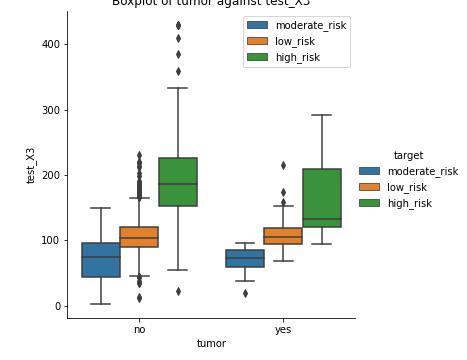 Boxplot of tumor against test_X3
moderate_risk
low_risk
high_risk
400
300
200
100
0
test_X3
no
yes
tumor
target
moderate_risk
low_risk
high_risk